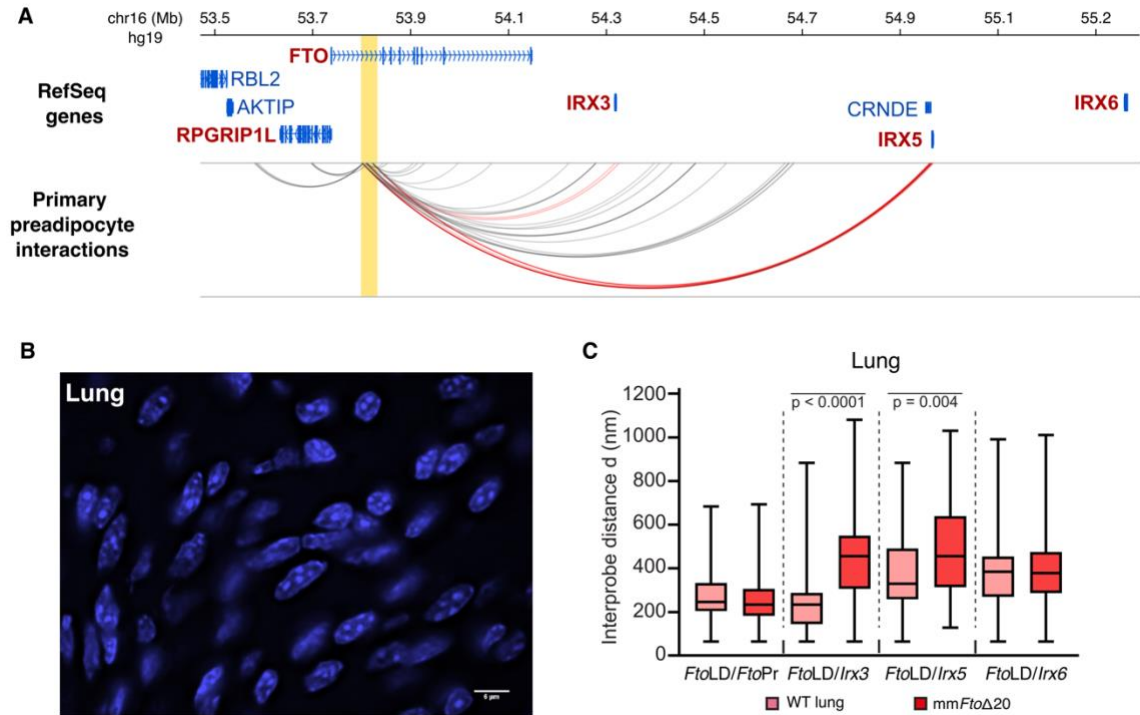 A
chr16 (Mb) 53.5 53.7 53.9 54.1 54.3 54.5 54.7 54.9 55.1 55.2
hg19
FTO
RefSeq
genes
RBL2
AKTIP
RPGRIP1L
IRX3
CRNDE
IRX5
IRX6
Primary
preadipocyte
interactions
B
Lung
6 μm
C
Lung
Interprobe distance d (nm)
1200
1000
800
600
400
200
0
p < 0.0001
p = 0.004
FtoLD/FtoPr FtoLD/Irx3 FtoLD/Irx5 FtoLD/Irx6
WT lung mmFtoΔ20